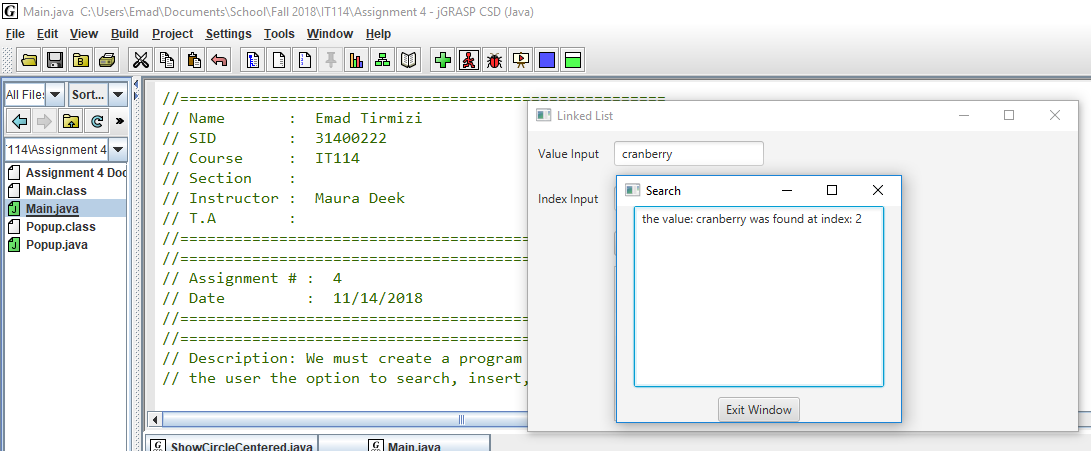 Main.java  C:\Users\Emad\Documents\School\Fall 2018\IT114\Assignment 4 - jGRASP CSD (Java)
File Edit View Build Project Settings Tools Window Help
All File: Sort...
'114\Assignment 4
Assignment 4 Doc
Main.class
Main.java
Popup.class
Popup.java
//======================================================
// Name       :  Emad Tirmizi
// SID        :  31400222
// Course     :  IT114
// Section    :
// Instructor :  Maura Deek
// T.A        :
//=======================================
//=======================================
// Assignment # :  4
// Date         :  11/14/2018
//=======================================
//=======================================
// Description: We must create a program
// the user the option to search, insert,
ShowCircleCentered.java Main.java
Linked List
Value Input cranberry
Index Input
Search
the value: cranberry was found at index: 2
Exit Window